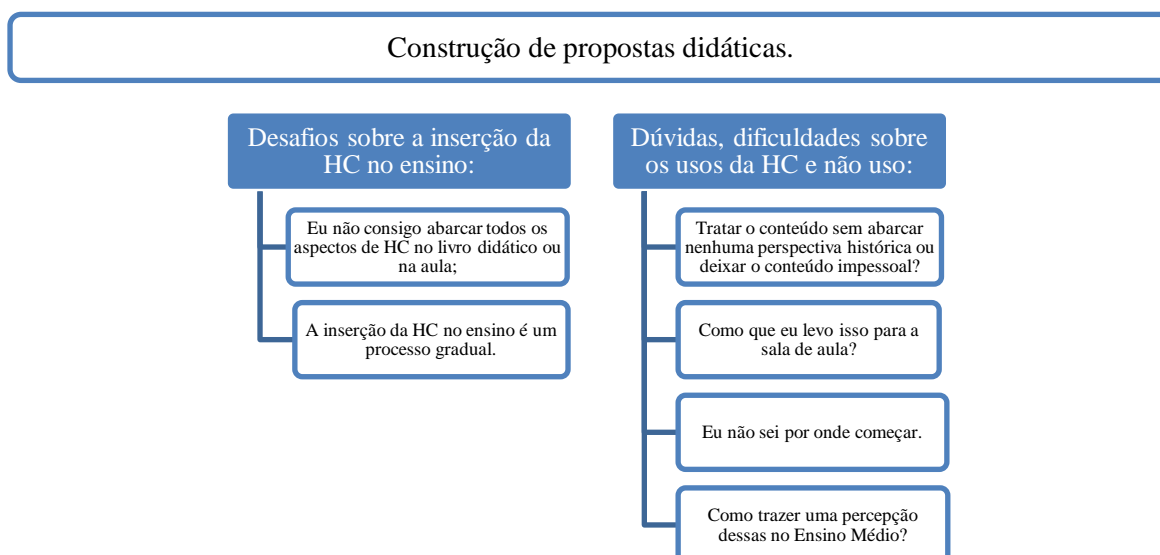 Construção de propostas didáticas.
Desafios sobre a inserção da
HC no ensino:
Eu não consigo abarcar todos os
aspectos de HC no livro didático ou
na aula;
A inserção da HC no ensino é um
processo gradual.
Dúvidas, dificuldades sobre
os usos da HC e não uso:
Tratar o conteúdo sem abarcar
nenhuma perspectiva histórica ou
deixar o conteúdo impessoal?
Como que eu levo isso para a
sala de aula?
Eu não sei por onde começar.
Como trazer uma percepção
dessas no Ensino Médio?